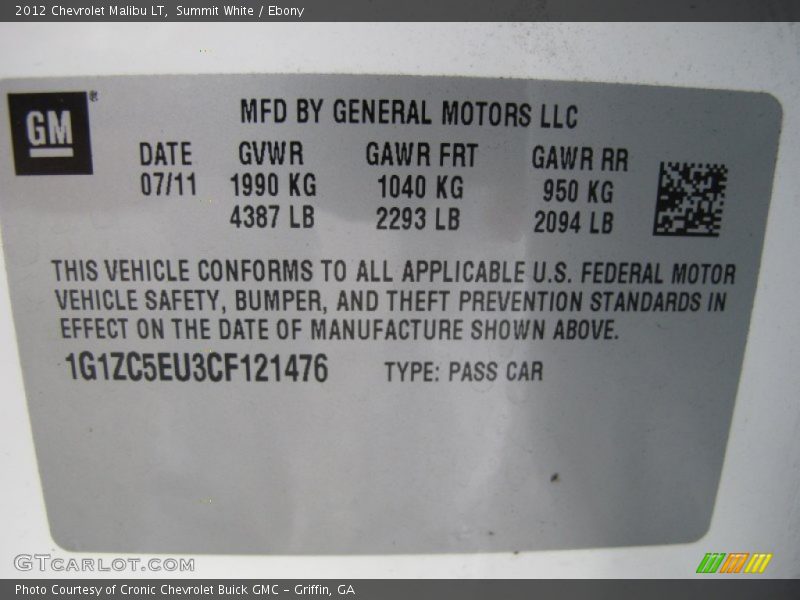 2012 Chevrolet Malibu LT, Summit White / Ebony
GM ®
MFD BY GENERAL MOTORS LLC
DATE GVWR GAWR FRT GAWR RR
07/11 1990 KG 1040 KG 950 KG
4387 LB 2293 LB 2094 LB
THIS VEHICLE CONFORMS TO ALL APPLICABLE U.S. FEDERAL MOTOR
VEHICLE SAFETY, BUMPER, AND THEFT PREVENTION STANDARDS IN
EFFECT ON THE DATE OF MANUFACTURE SHOWN ABOVE.
1G1ZC5EU3CF121476 TYPE: PASS CAR
GTCARLOT.COM
Photo Courtesy of Cronic Chevrolet Buick GMC – Griffin, GA